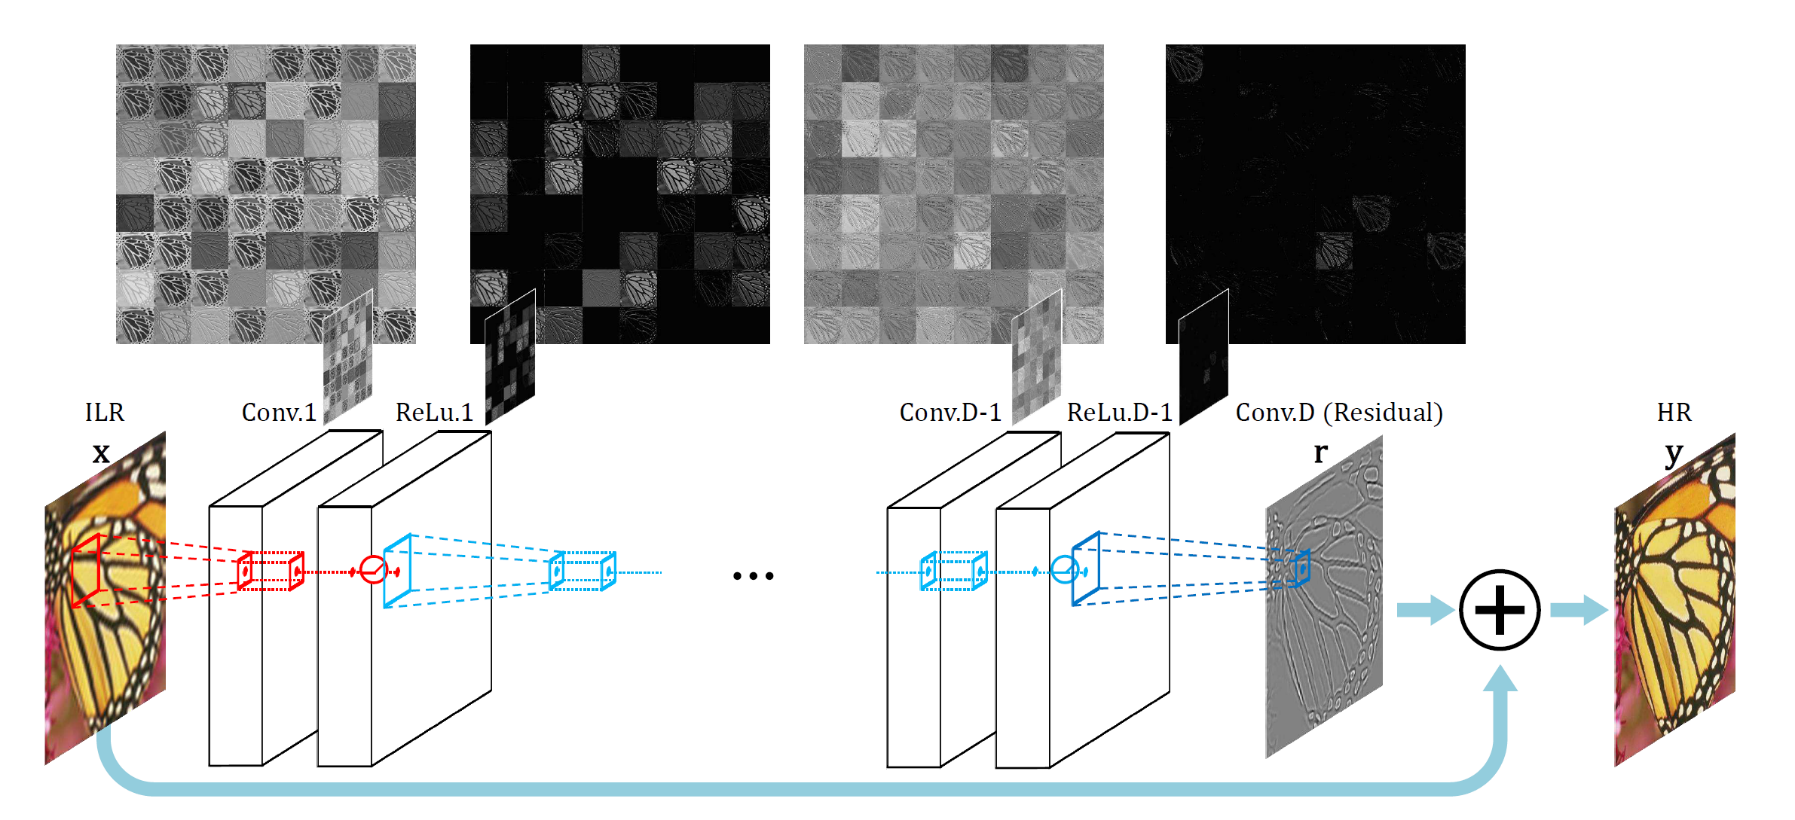 ILR
x
Conv.1
ReLu.1
...
Conv.D-1
ReLu.D-1
Conv.D (Residual)
r
HR
y